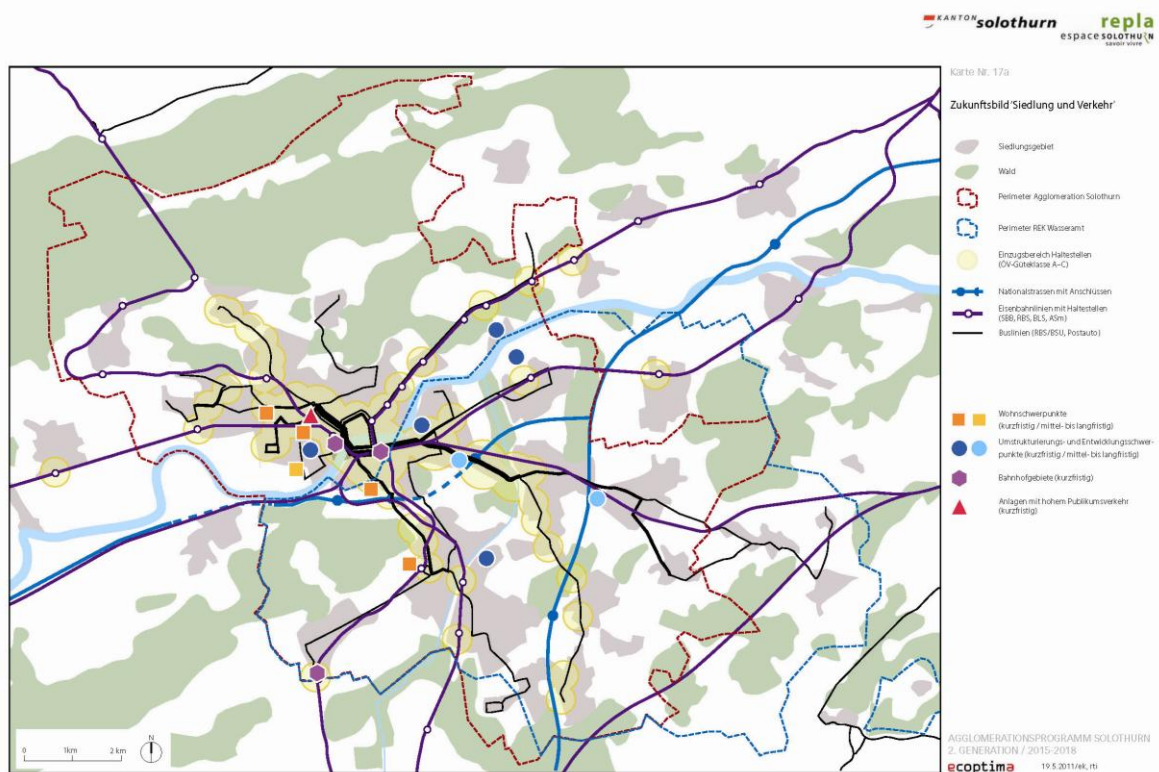 KANTON solothurn
repla
espace SOLOTHURN
savoir vivre
Karte Nr. 17a
Zukunftsbild 'Siedlung und Verkehr'
Siedlungsgebiet
Wald
Perimeter Agglomeration Solothurn
Perimeter REK Wasseramt
Einzugsbereich Haltestellen
(ÖV-Güteklasse A–C)
Nationalstrassen mit Anschlüssen
Eisenbahnlinien mit Haltestellen
(SBB, RBS, BLS, ASm)
Buslinien (RBS/BSU, Postauto)
Wohnschwerpunkte
(kurzfristig / mittel- bis langfristig)
Umstrukturierungs- und Entwicklungsschwer-
punkte (kurzfristig / mittel- bis langfristig)
Bahnhofgebiete (kurzfristig)
Anlagen mit hohem Publikumsverkehr
(kurzfristig)
0 1km 2 km
N
AGGLOMERATIONSPROGRAMM SOLOTHURN
2. GENERATION / 2015-2018
ecoptima 19.5.2011/ek, rti